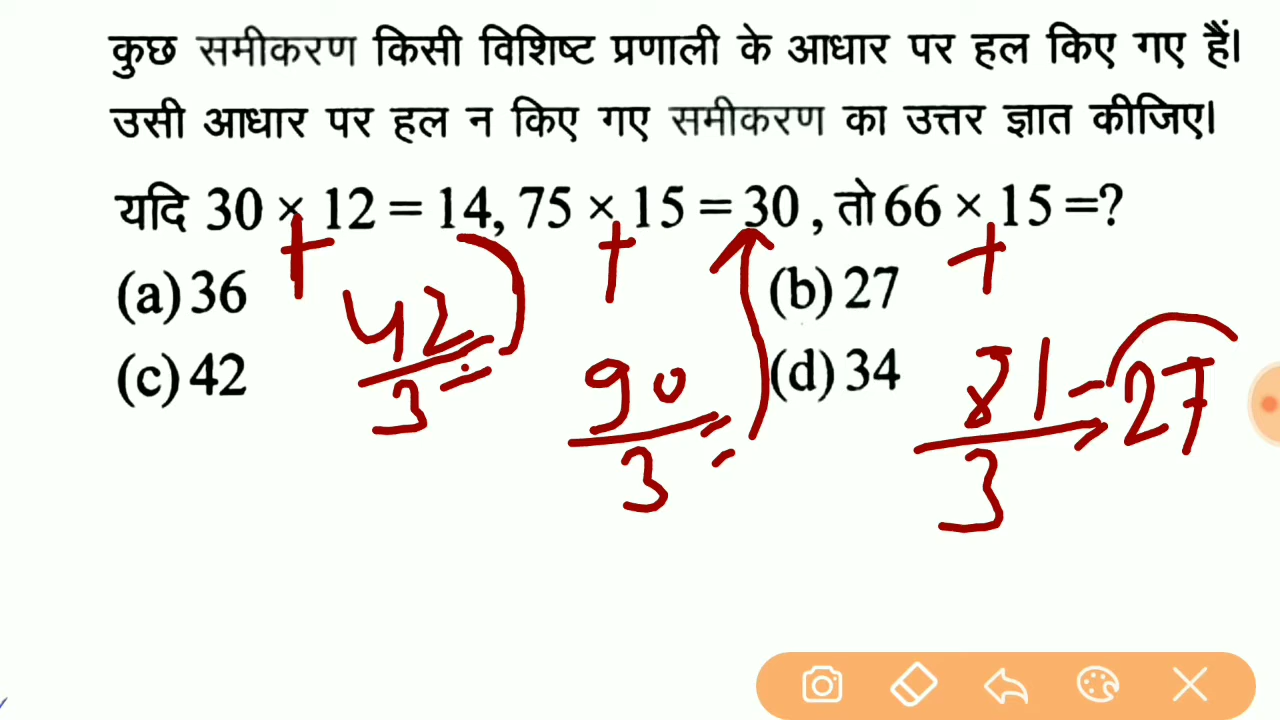 कुछ समीकरण किसी विशिष्ट प्रणाली के आधार पर हल किए गए हैं।
उसी आधार पर हल न किए गए समीकरण का उत्तर ज्ञात कीजिए।
यदि 30 × 12 = 14, 75 × 15 = 30, तो 66 × 15 =?
+ + +
(a) 36 (b) 27
(c) 42 (d) 34
42/3 =
90/3 =
81/3 = 27